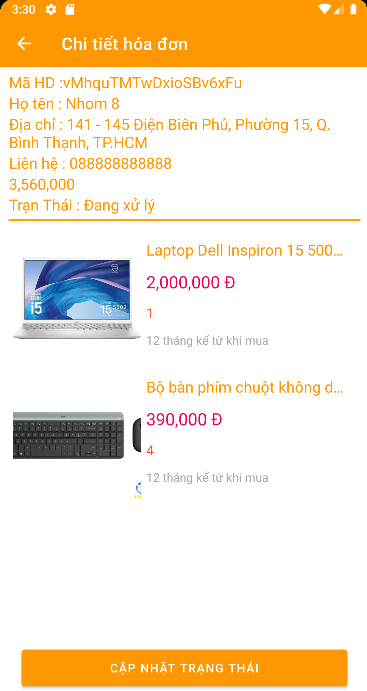 3:30
Chi tiết hóa đơn
Mã HD :vMhquTMTwDxioSBv6xFu
Họ tên : Nhom 8
Địa chỉ : 141 - 145 Điện Biên Phủ, Phường 15, Q.
Bình Thạnh, TP.HCM
Liên hệ : 088888888888
3,560,000
Trạn Thái : Đang xử lý
Laptop Dell Inspiron 15 500...
2,000,000 Đ
1
12 tháng kể từ khi mua
Bộ bàn phím chuột không d...
390,000 Đ
4
12 tháng kể từ khi mua
CẬP NHẬT TRẠNG THÁI